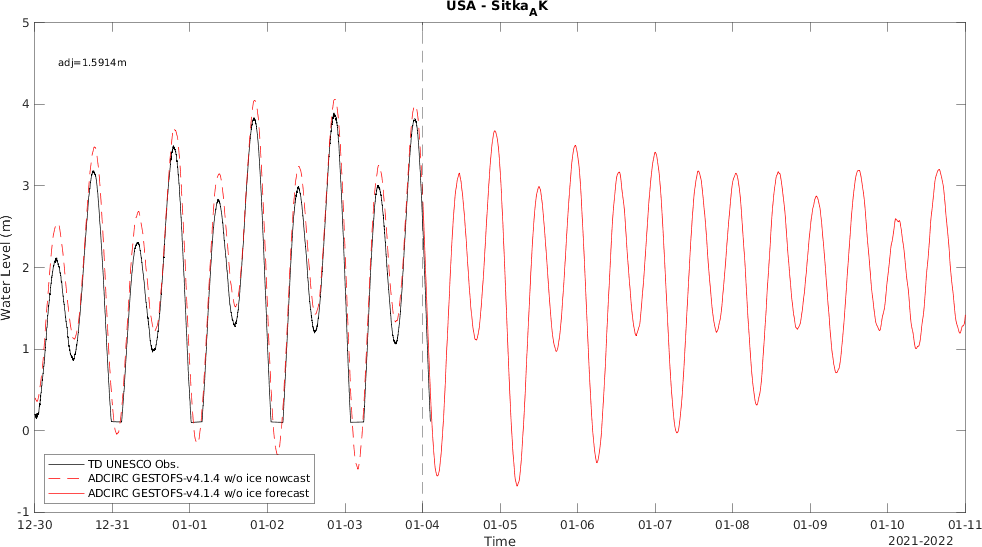 USA - Sitka_AK
5
adj=1.5914m
4
3
2
1
0
-1
Water Level (m)
TD UNESCO Obs.
ADCIRC GESTOFS-v4.1.4 w/o ice nowcast
ADCIRC GESTOFS-v4.1.4 w/o ice forecast
12-30 12-31 01-01 01-02 01-03 01-04 01-05 01-06 01-07 01-08 01-09 01-10 01-11
Time
2021-2022